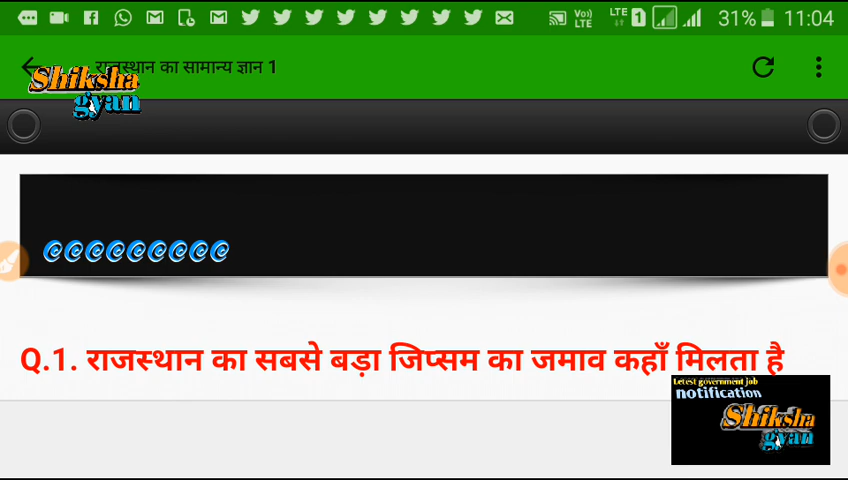 31% 11:04
राजस्थान का सामान्य ज्ञान 1
Shiksha
gyan
Q.1. राजस्थान का सबसे बड़ा जिप्सम का जमाव कहाँ मिलता है
Letest government job
notification
Shiksha
gyan